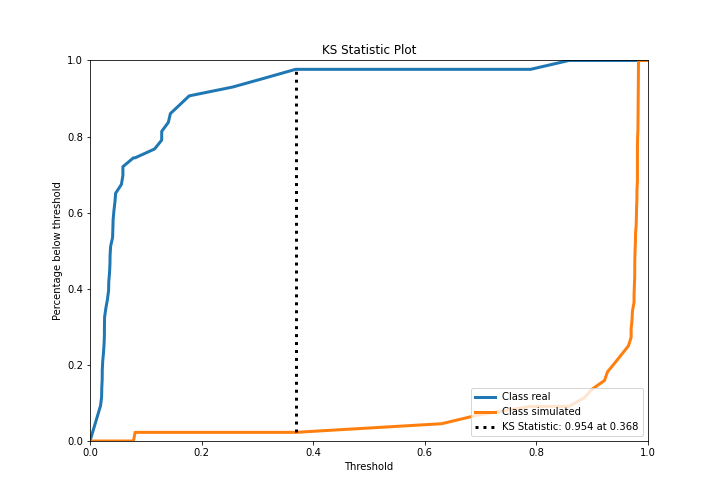 KS Statistic Plot
1.0
0.8
0.6
0.4
0.2
0.0
Percentage below threshold
0.0 0.2 0.4 0.6 0.8 1.0
Threshold
Class real
Class simulated
KS Statistic: 0.954 at 0.368